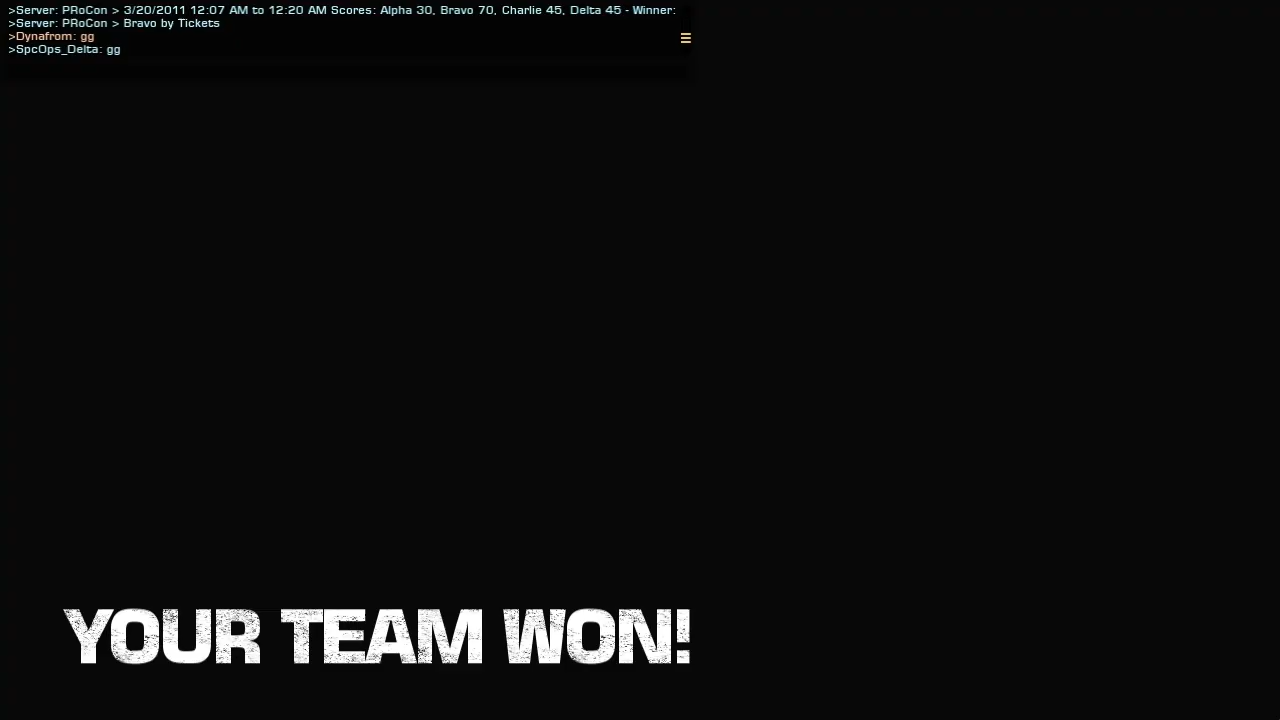 >Server: PRoCon > 3/20/2011 12:07 AM to 12:20 AM Scores: Alpha 30, Bravo 70, Charlie 45, Delta 45 - Winner:
>Server: PRoCon > Bravo by Tickets
>Dynafrom: gg
>SpcOps_Delta: gg
YOUR TEAM WON!